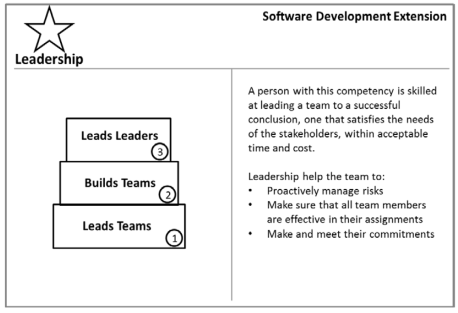 Software Development Extension
Leadership
Leads Leaders
3
Builds Teams
2
Leads Teams
1
A person with this competency is skilled
at leading a team to a successful
conclusion, one that satisfies the needs
of the stakeholders, within acceptable
time and cost.
Leadership help the team to:
• Proactively manage risks
• Make sure that all team members
are effective in their assignments
• Make and meet their commitments